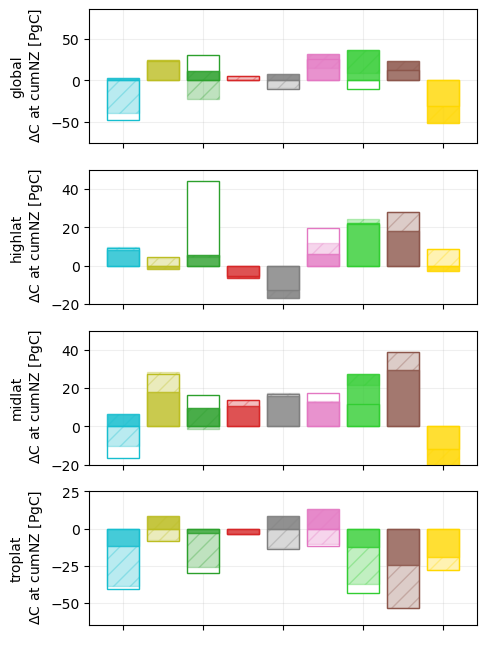 global
ΔC at cumNZ [PgC]
50
0
−50
highlat
ΔC at cumNZ [PgC]
40
20
0
−20
midlat
ΔC at cumNZ [PgC]
40
20
0
−20
troplat
ΔC at cumNZ [PgC]
25
0
−25
−50